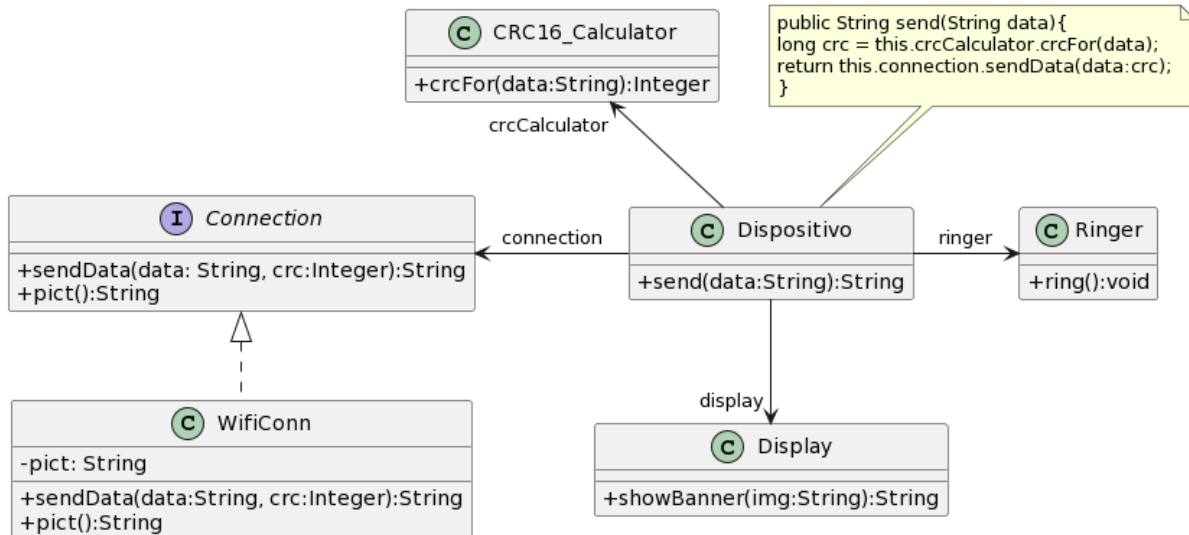 C CRC16_Calculator
+crcFor(data:String):Integer
public String send(String data){
long crc = this.crcCalculator.crcFor(data);
return this.connection.sendData(data:crc);
}
crcCalculator
I Connection
+sendData(data: String, crc:Integer):String
+pict():String
connection
C Dispositivo
+send(data:String):String
ringer
C Ringer
+ring():void
display
C WifiConn
-pict: String
+sendData(data:String, crc:Integer):String
+pict():String
C Display
+showBanner(img:String):String